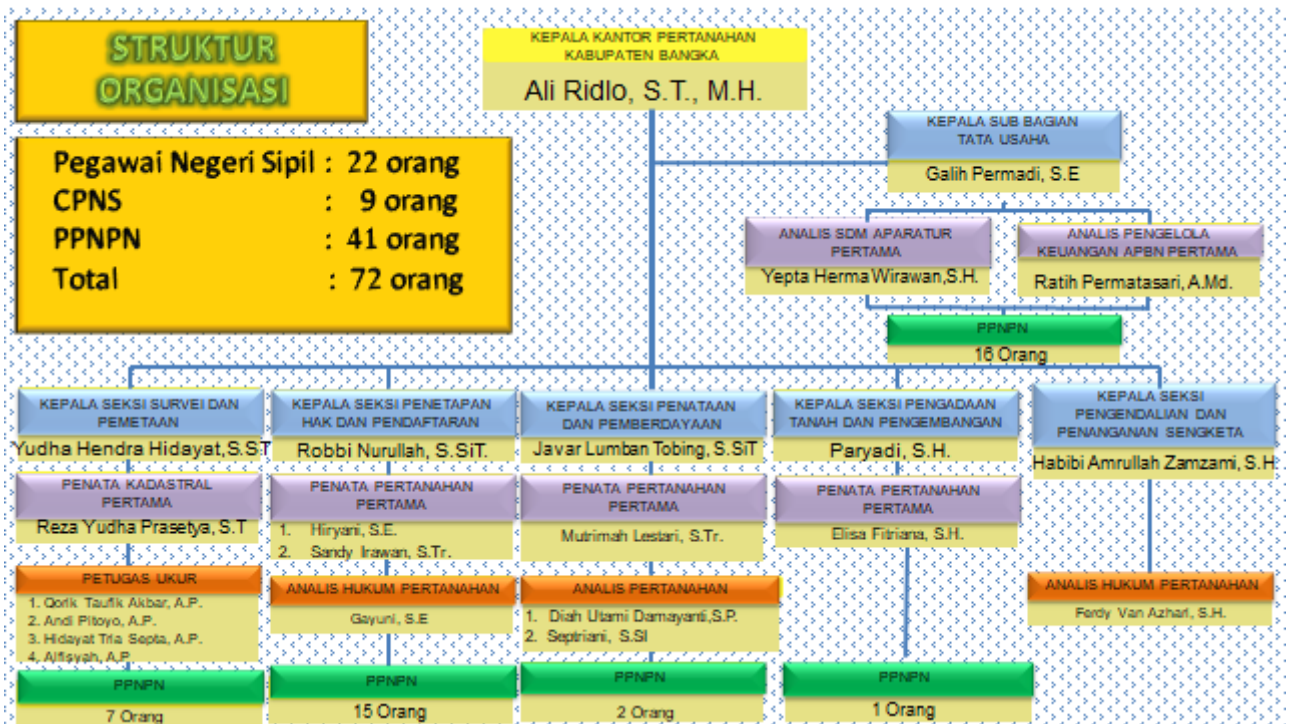 STRUKTUR
ORGANISASI
Pegawai Negeri Sipil : 22 orang
CPNS : 9 orang
PPNPN : 41 orang
Total : 72 orang
KEPALA KANTOR PERTANAHAN
KABUPATEN BANGKA
Ali Ridlo, S.T., M.H.
KEPALA SUB BAGIAN
TATA USAHA
Galih Permadi, S.E
ANALIS SDM APARATUR
PERTAMA
Yepta Herma Wirawan,S.H.
ANALIS PENGELOLA
KEUANGAN APBN PERTAMA
Ratih Permatasari, A.Md.
PPNPN
16 Orang
KEPALA SEKSI SURVEI DAN
PEMETAAN
Yudha Hendra Hidayat,S.ST
PENATA KADASTRAL
PERTAMA
Reza Yudha Prasetya, S.T
PETUGAS UKUR
1. Qorik Taufik Akbar, A.P.
2. Andi Pitoyo, A.P.
3. Hidayat Tria Septa, A.P.
4. Alfisyah, A.P
PPNPN
7 Orang
KEPALA SEKSI PENETAPAN
HAK DAN PENDAFTARAN
Robbi Nurullah, S.SiT.
PENATA PERTANAHAN
PERTAMA
1. Hiryani, S.E.
2. Sandy Irawan, S.Tr.
ANALIS HUKUM PERTANAHAN
Gayuni, S.E
PPNPN
15 Orang
KEPALA SEKSI PENATAAN
DAN PEMBERDAYAAN
Javar Lumban Tobing, S.SiT
PENATA PERTANAHAN
PERTAMA
Mutrimah Lestari, S.Tr.
ANALIS PERTANAHAN
1. Diah Utami Damayanti,S.P.
2. Septriani, S.SI
PPNPN
2 Orang
KEPALA SEKSI PENGADAAN
TANAH DAN PENGEMBANGAN
Paryadi, S.H.
PENATA PERTANAHAN
PERTAMA
Elisa Fitriana, S.H.
PPNPN
1 Orang
KEPALA SEKSI
PENGENDALIAN DAN
PENANGANAN SENGKETA
Habibi Amrullah Zamzami, S.H
ANALIS HUKUM PERTANAHAN
Ferdy Van Azhari, S.H.